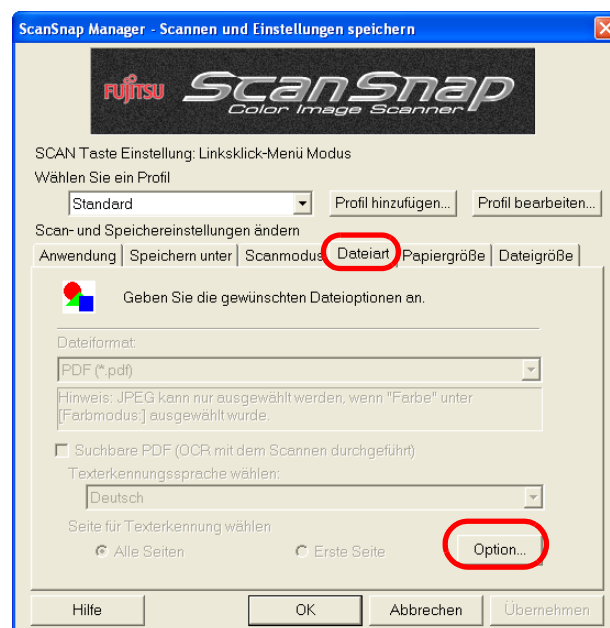 ScanSnap Manager - Scannen und Einstellungen speichern
FUJITSU ScanSnap
Color Image Scanner
SCAN Taste Einstellung: Linksklick-Menü Modus
Wählen Sie ein Profil
Standard Profil hinzufügen... Profil bearbeiten...
Scan- und Speichereinstellungen ändern
Anwendung Speichern unter Scanmodus Dateiart Papiergröße Dateigröße
Geben Sie die gewünschten Dateioptionen an.
Dateiformat:
PDF (*.pdf)
Hinweis: JPEG kann nur ausgewählt werden, wenn "Farbe" unter
[Farbmodus:] ausgewählt wurde.
Suchbare PDF (OCR mit dem Scannen durchgeführt)
Texterkennungssprache wählen:
Deutsch
Seite für Texterkennung wählen
Alle Seiten Erste Seite Option...
Hilfe OK Abbrechen Übernehmen